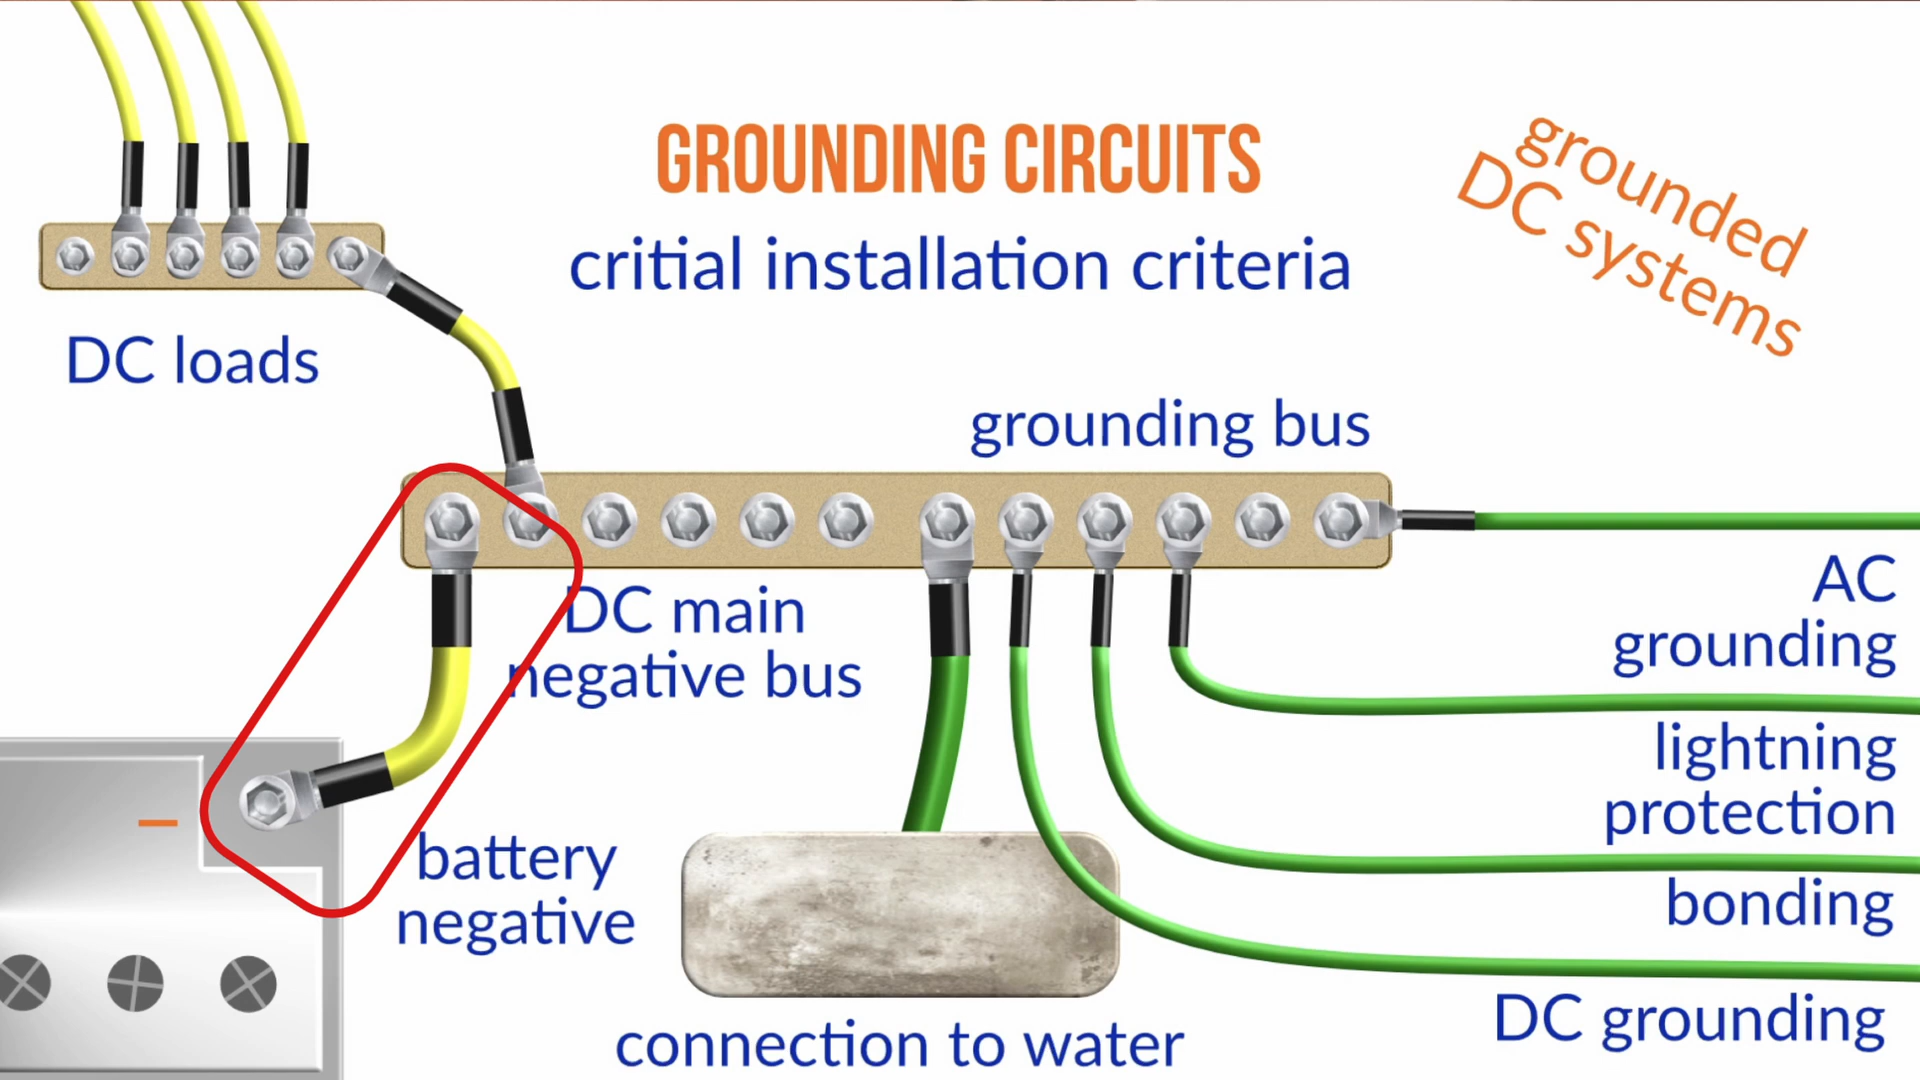 GROUNDING CIRCUITS
critial installation criteria
grounded
DC systems
DC loads
grounding bus
DC main
negative bus
AC
grounding
lightning
protection
battery
negative
bonding
DC grounding
connection to water